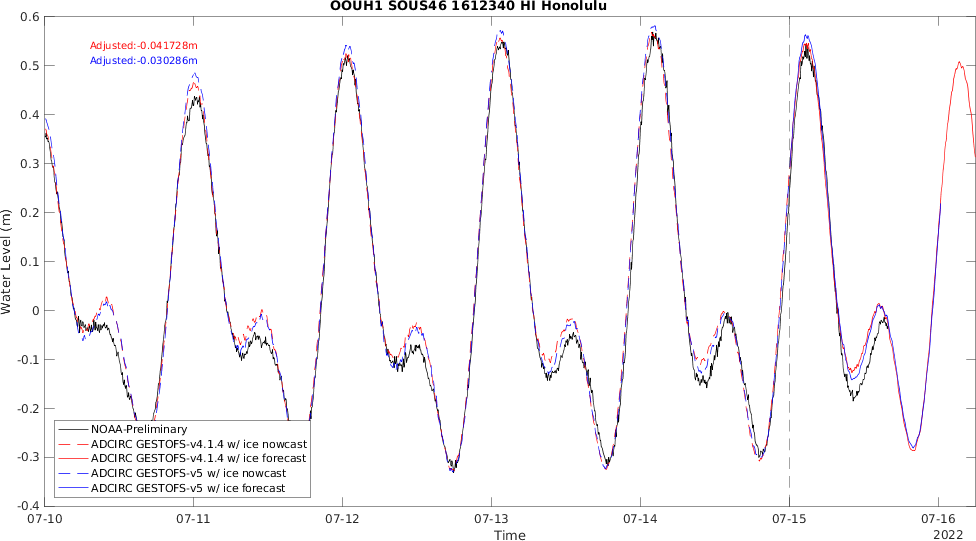 OOUH1 SOUS46 1612340 HI Honolulu
Adjusted:-0.041728m
Adjusted:-0.030286m
Water Level (m)
0.6
0.5
0.4
0.3
0.2
0.1
0
-0.1
-0.2
-0.3
-0.4
NOAA-Preliminary
ADCIRC GESTOFS-v4.1.4 w/ ice nowcast
ADCIRC GESTOFS-v4.1.4 w/ ice forecast
ADCIRC GESTOFS-v5 w/ ice nowcast
ADCIRC GESTOFS-v5 w/ ice forecast
07-10 07-11 07-12 07-13 07-14 07-15 07-16
Time
2022